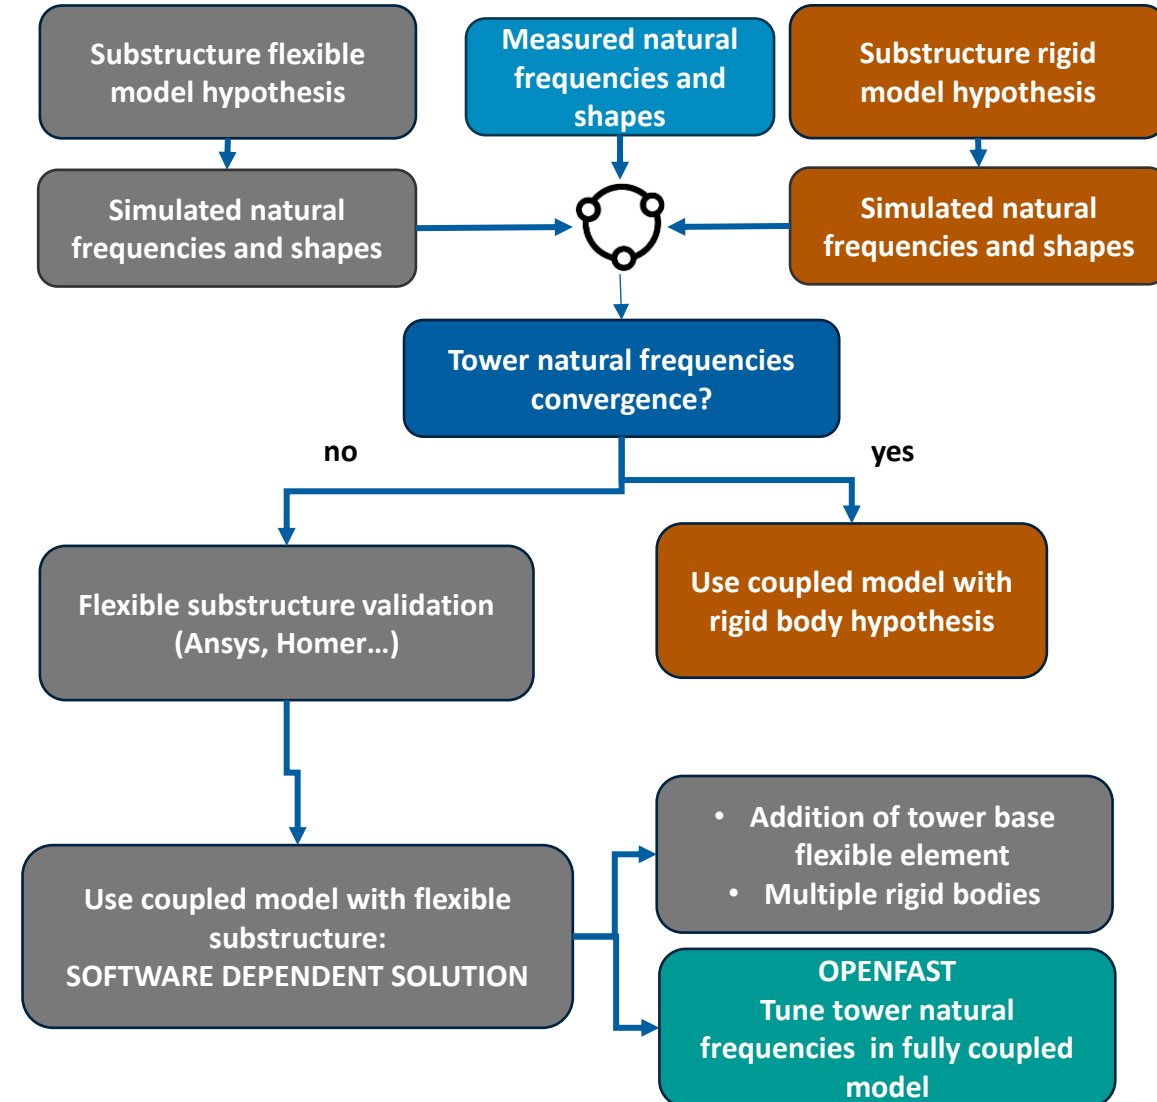 Substructure flexible
model hypothesis
Measured natural
frequencies and
shapes
Substructure rigid
model hypothesis
Simulated natural
frequencies and shapes
Simulated natural
frequencies and shapes
Tower natural frequencies
convergence?
no
yes
Flexible substructure validation
(Ansys, Homer…)
Use coupled model with
rigid body hypothesis
Use coupled model with flexible
substructure:
SOFTWARE DEPENDENT SOLUTION
• Addition of tower base
flexible element
• Multiple rigid bodies
OPENFAST
Tune tower natural
frequencies in fully coupled
model